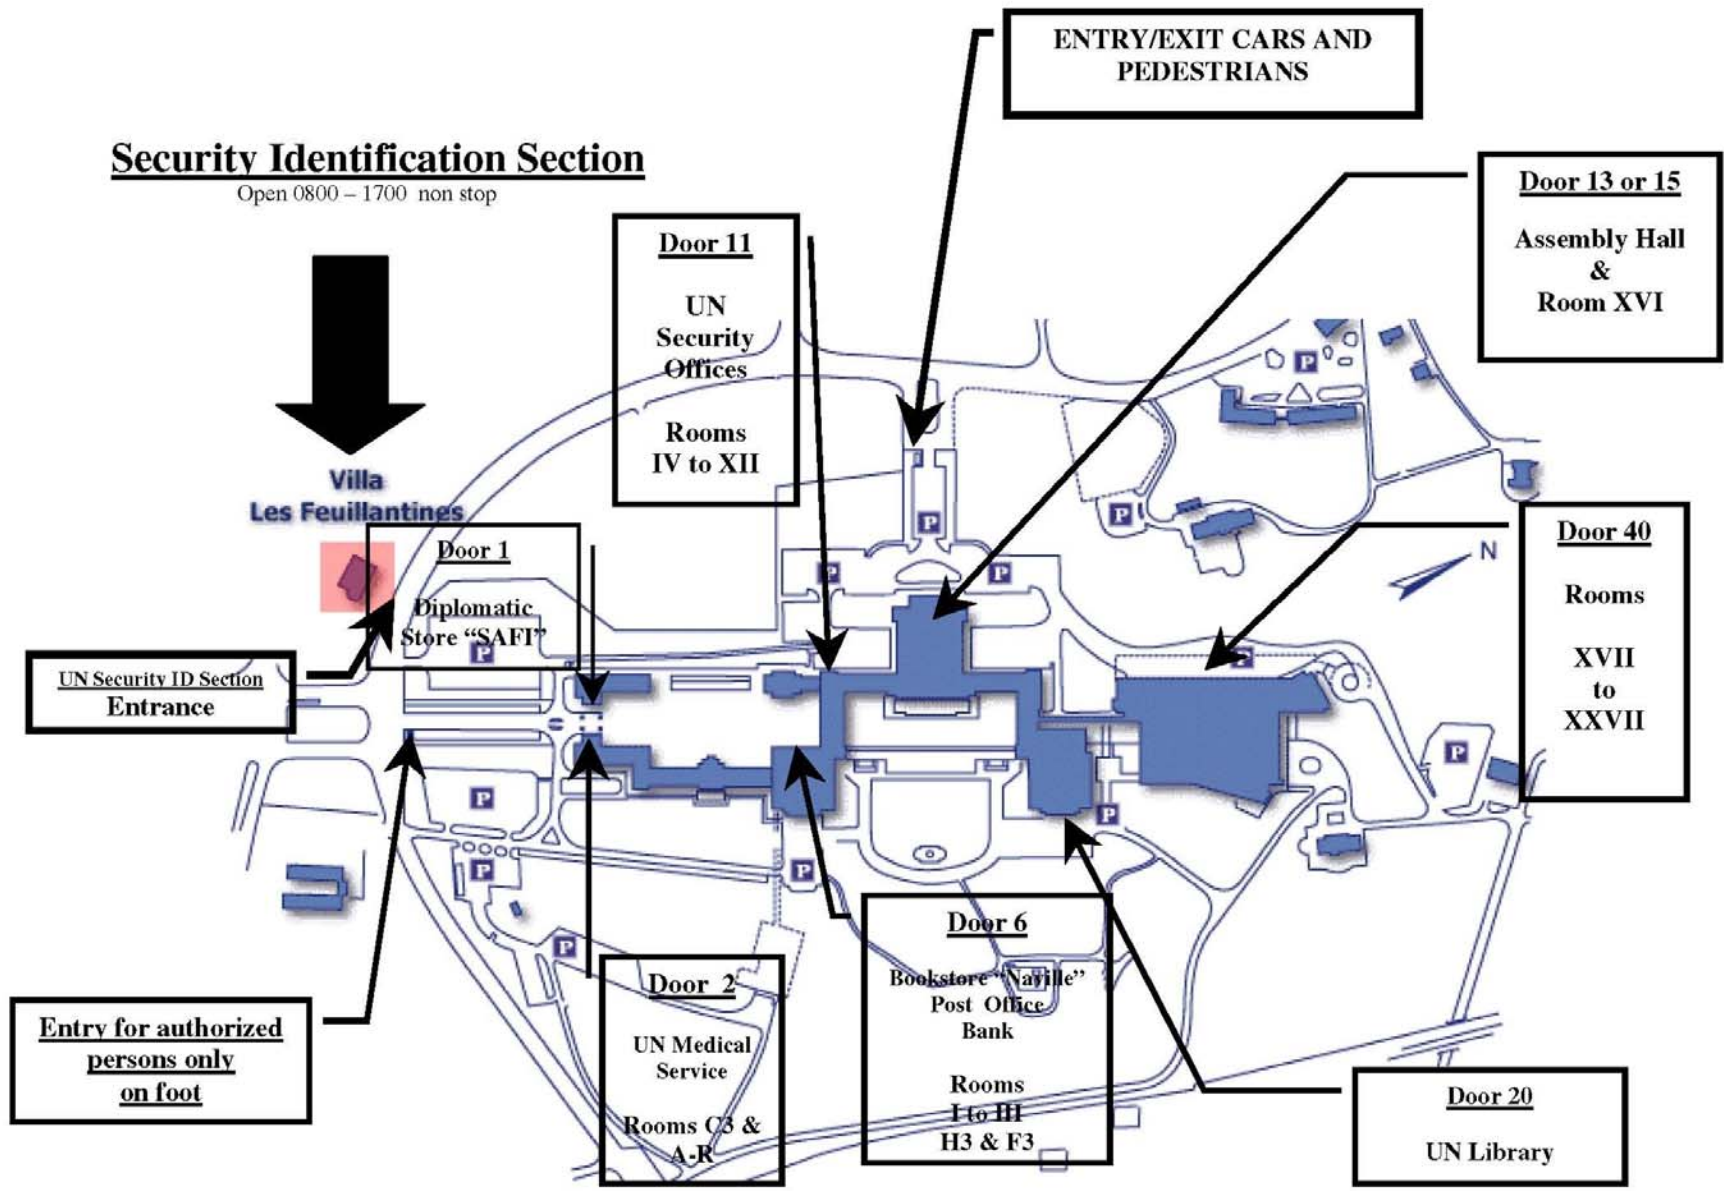 ENTRY/EXIT CARS AND
PEDESTRIANS
Security Identification Section
Open 0800 – 1700 non stop
Door 13 or 15
Assembly Hall
&
Room XVI
Door 11
UN
Security
Offices
Rooms
IV to XII
P
Villa
Les Feuillantines
P
P
Door 1
Diplomatic
Store “SAFI”
P
P
P
N
Door 40
Rooms
XVII
to
XXVII
P
UN Security ID Section
Entrance
P
P
P
P
P
P
Door 6
Bookstore “Naville”
Post Office
Bank
Rooms
I to III
H3 & F3
P
Door 2
UN Medical
Service
Rooms C3 &
A-R
Entry for authorized
persons only
on foot
Door 20
UN Library